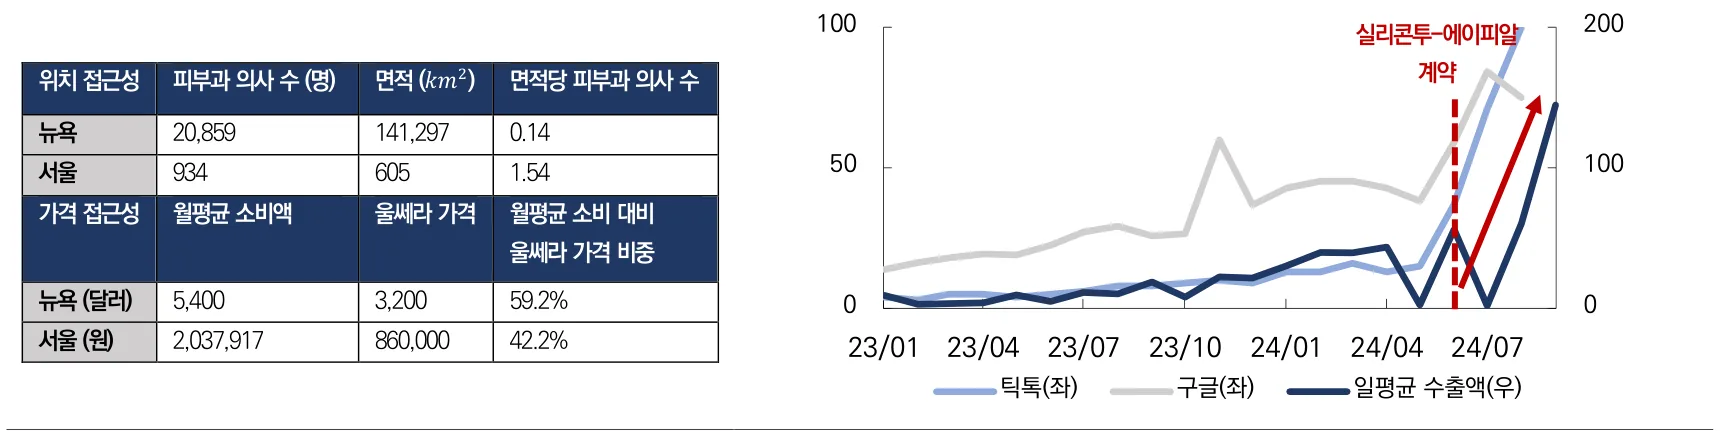 위치 접근성 피부과 의사 수 (명) 면적 (km²) 면적당 피부과 의사 수
뉴욕 20,859 141,297 0.14
서울 934 605 1.54
가격 접근성 월평균 소비액 울쎄라 가격 월평균 소비 대비
울쎄라 가격 비중
뉴욕 (달러) 5,400 3,200 59.2%
서울 (원) 2,037,917 860,000 42.2%
100 200
실리콘투-에이피알
계약
50 100
0 0
23/01 23/04 23/07 23/10 24/01 24/04 24/07
틱톡(좌) 구글(좌) 일평균 수출액(우)